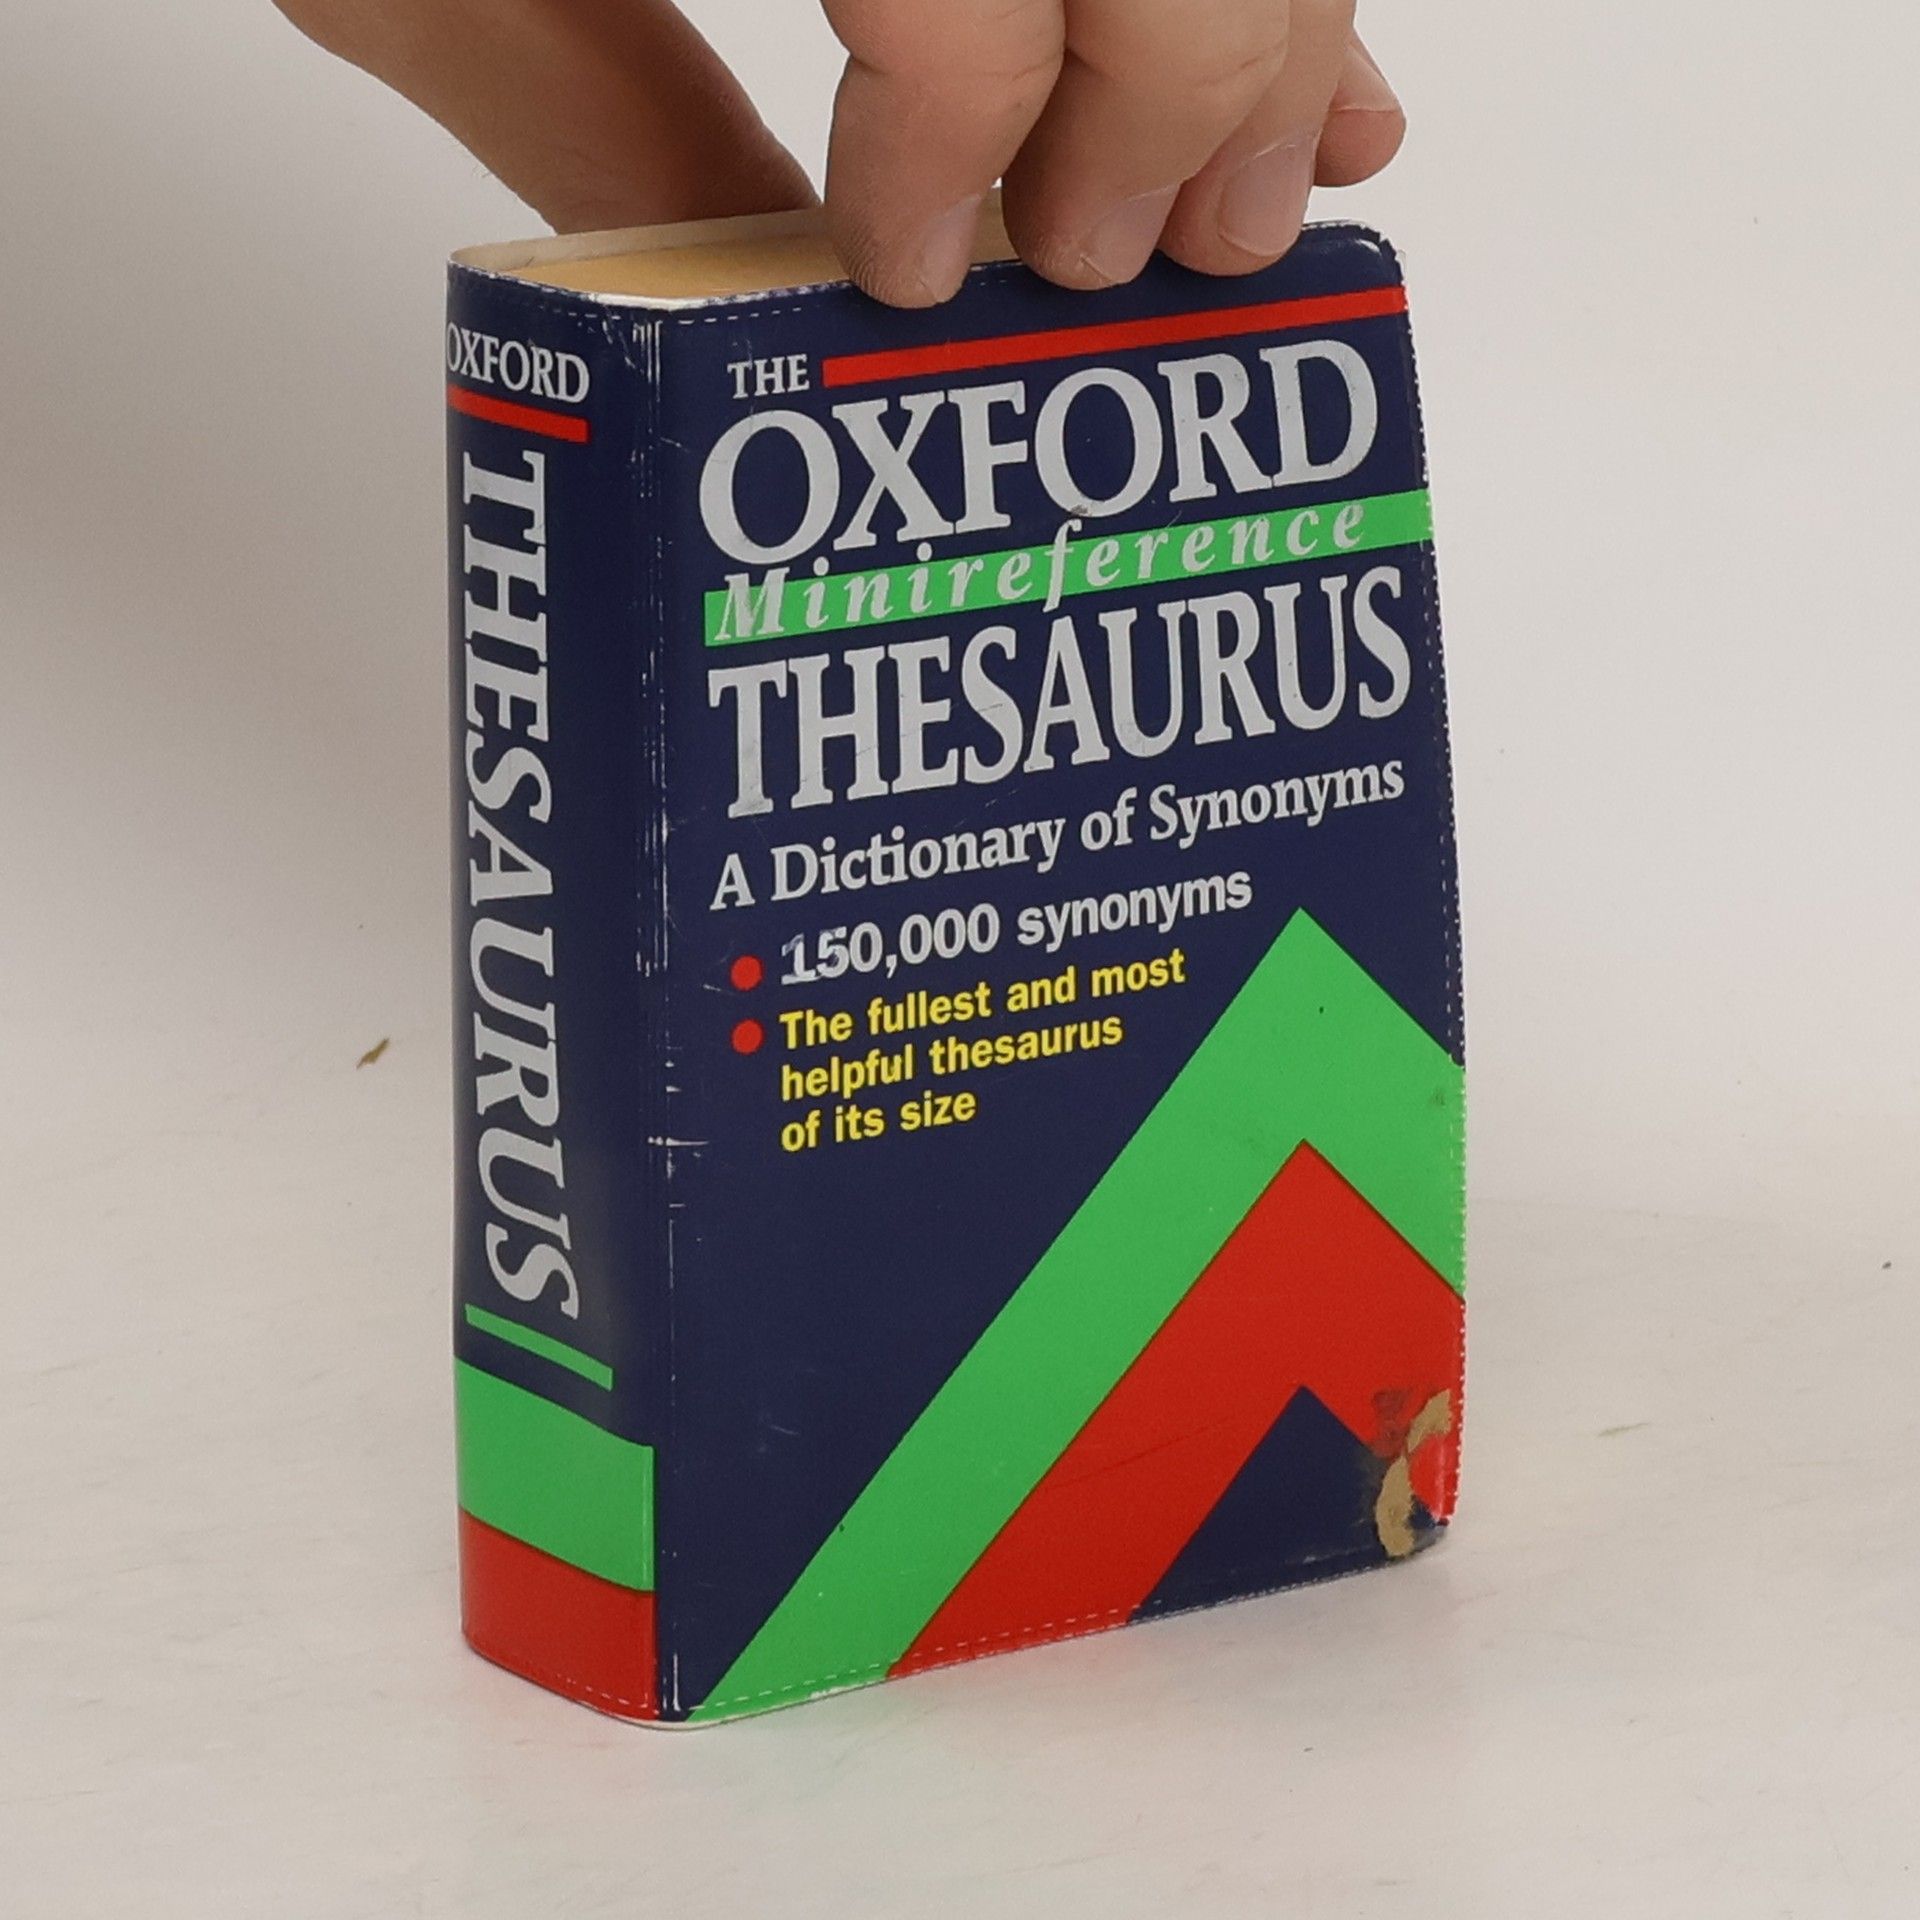 OXFORD
THESAURUS
THE
OXFORD
Minireference
THESAURUS
A Dictionary of Synonyms
• 150,000 synonyms
• The fullest and most
helpful thesaurus
of its size